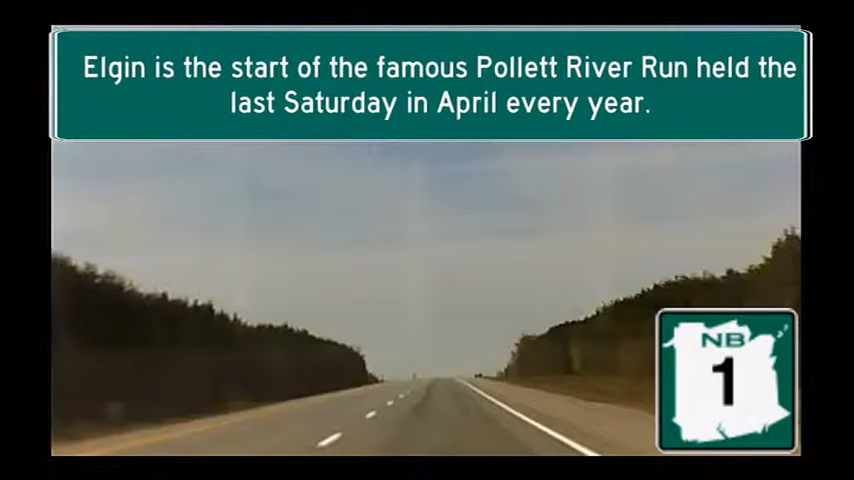 Elgin is the start of the famous Pollett River Run held the
last Saturday in April every year.
NB
1